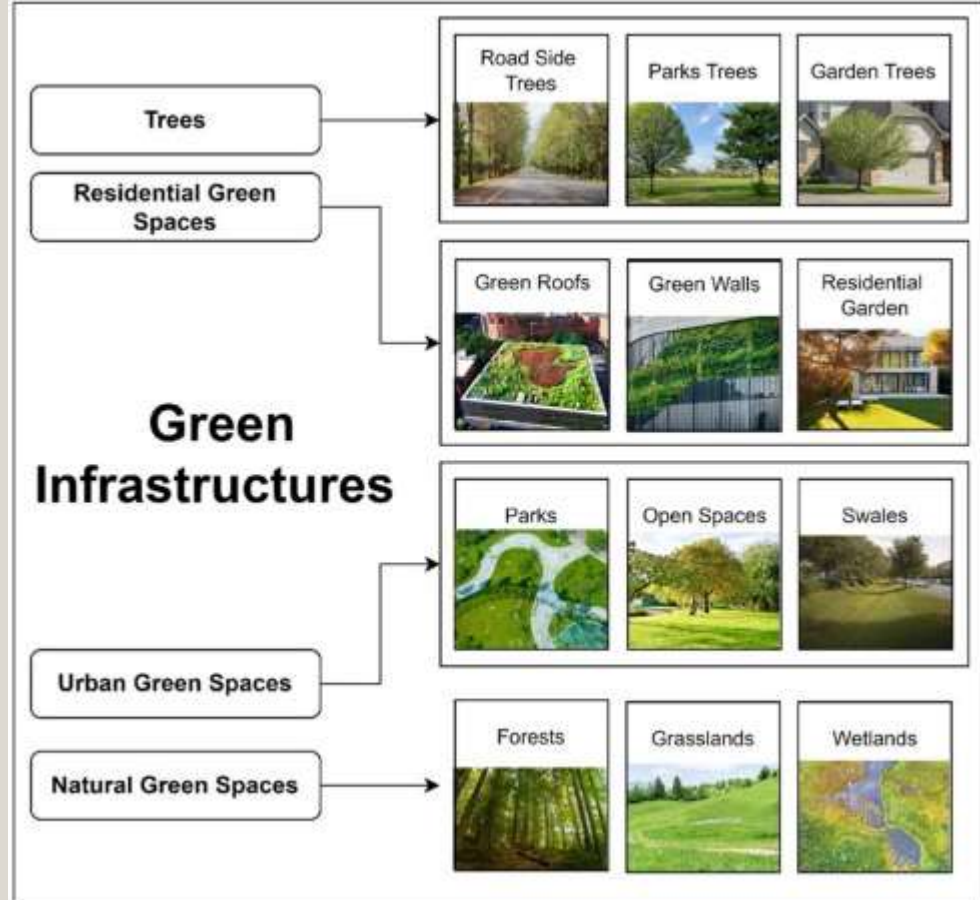 Trees
Road Side
Trees
Parks Trees
Garden Trees
Residential Green
Spaces
Green Roofs
Green Walls
Residential
Garden
Green
Infrastructures
Urban Green Spaces
Parks
Open Spaces
Swales
Natural Green Spaces
Forests
Grasslands
Wetlands